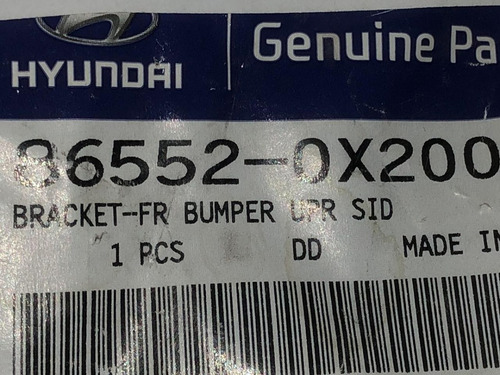 HYUNDAI
Genuine Pa
86552-0X200
BRACKET--FR BUMPER UPR SID
1 PCS DD MADE IN